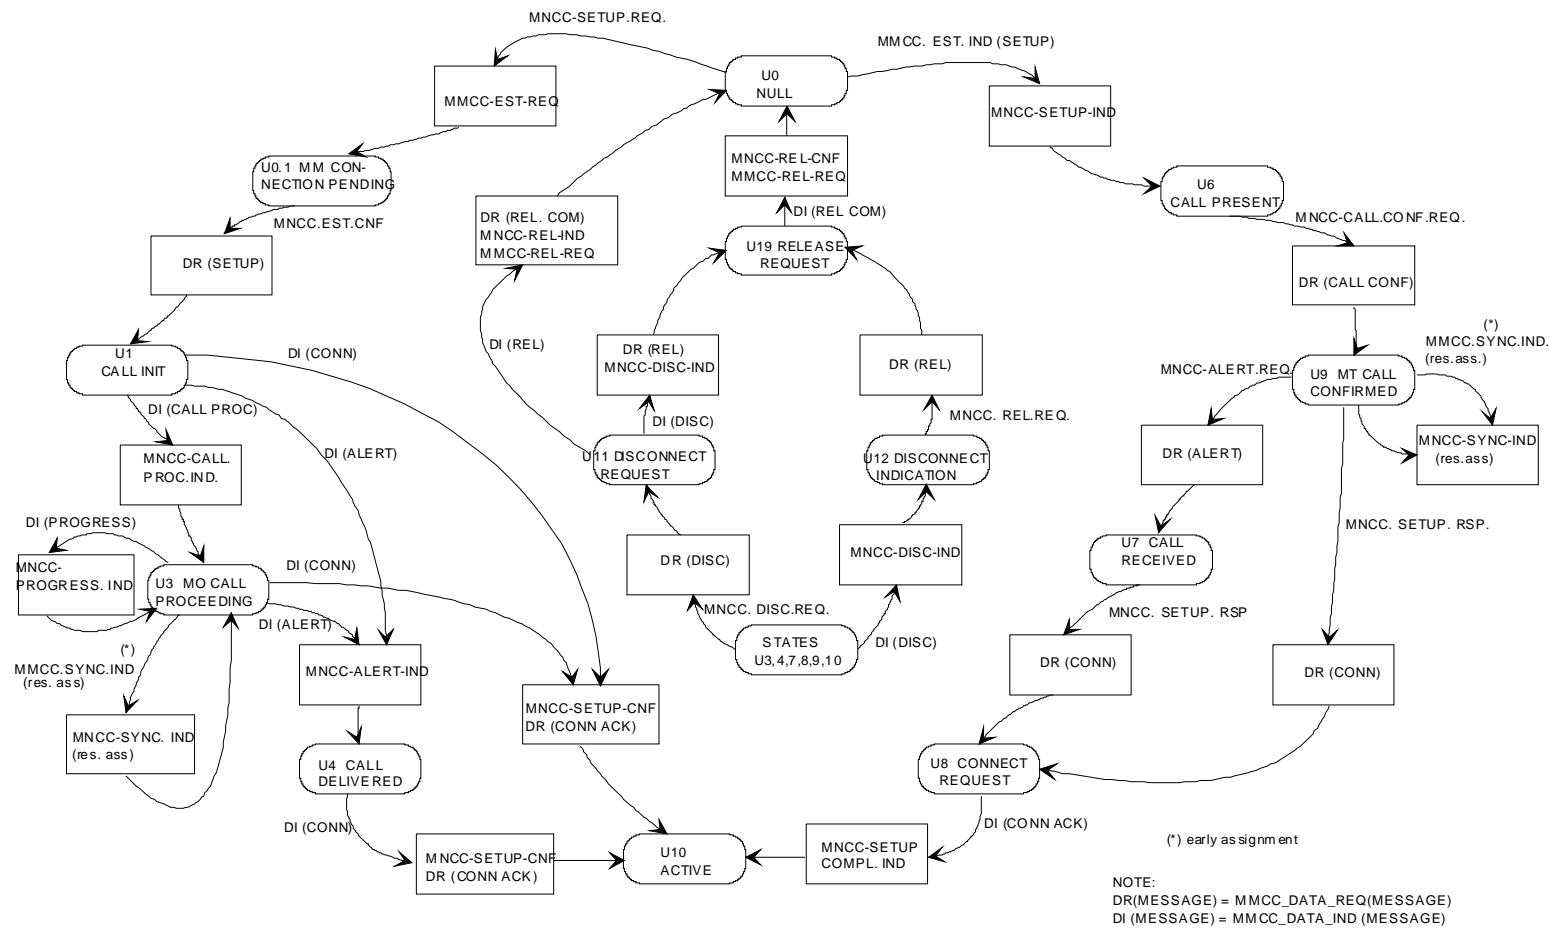 MNCC-SETUP.REQ.
MMCC. EST. IND (SETUP)
U0
NULL
MMCC-EST-REQ
MNCC-SETUP-IND
U0.1 MM CON-
NECTION PENDING
MNCC-REL-CNF
MMCC-REL-REQ
U6
CALL PRESENT
MNCC.EST.CNF
DR (REL. COM)
MNCC-REL-IND
MMCC-REL-REQ
DI (REL COM)
MNCC-CALL.CONF.REQ.
DR (SETUP)
U19 RELEASE
REQUEST
DR (CALL CONF)
U1
CALL INIT
DI (CONN)
DI (REL)
DR (REL)
MNCC-DISC-IND
DR (REL)
(*)
MMCC.SYNC.IND.
(res.ass.)
MNCC-ALERT.REQ.
U9 MT CALL
CONFIRMED
DI (CALL PROC)
DI (DISC)
MNCC. REL.REQ.
MNCC-CALL.
PROC.IND.
DI (ALERT)
U11 DISCONNECT
REQUEST
U12 DISCONNECT
INDICATION
DR (ALERT)
MNCC-SYNC-IND
(res.ass)
DI (PROGRESS)
MNCC. SETUP. RSP.
MNCC-
PROGRESS. IND
U3 MO CALL
PROCEEDING
DI (CONN)
DR (DISC)
MNCC-DISC-IND
U7 CALL
RECEIVED
DI (ALERT)
MNCC. DISC.REQ.
MNCC. SETUP. RSP
(*)
MMCC.SYNC.IND
(res. ass)
MNCC-ALERT-IND
STATES
U3,4,7,8,9,10
DI (DISC)
DR (CONN)
DR (CONN)
MNCC-SYNC. IND
(res. ass)
MNCC-SETUP-CNF
DR (CONN ACK)
U4 CALL
DELIVERED
U8 CONNECT
REQUEST
DI (CONN)
DI (CONN ACK)
MNCC-SETUP-CNF
DR (CONN ACK)
U10
ACTIVE
MNCC-SETUP
COMPL. IND
(*) early assignment
NOTE:
DR(MESSAGE) = MMCC_DATA_REQ(MESSAGE)
DI (MESSAGE) = MMCC_DATA_IND (MESSAGE)